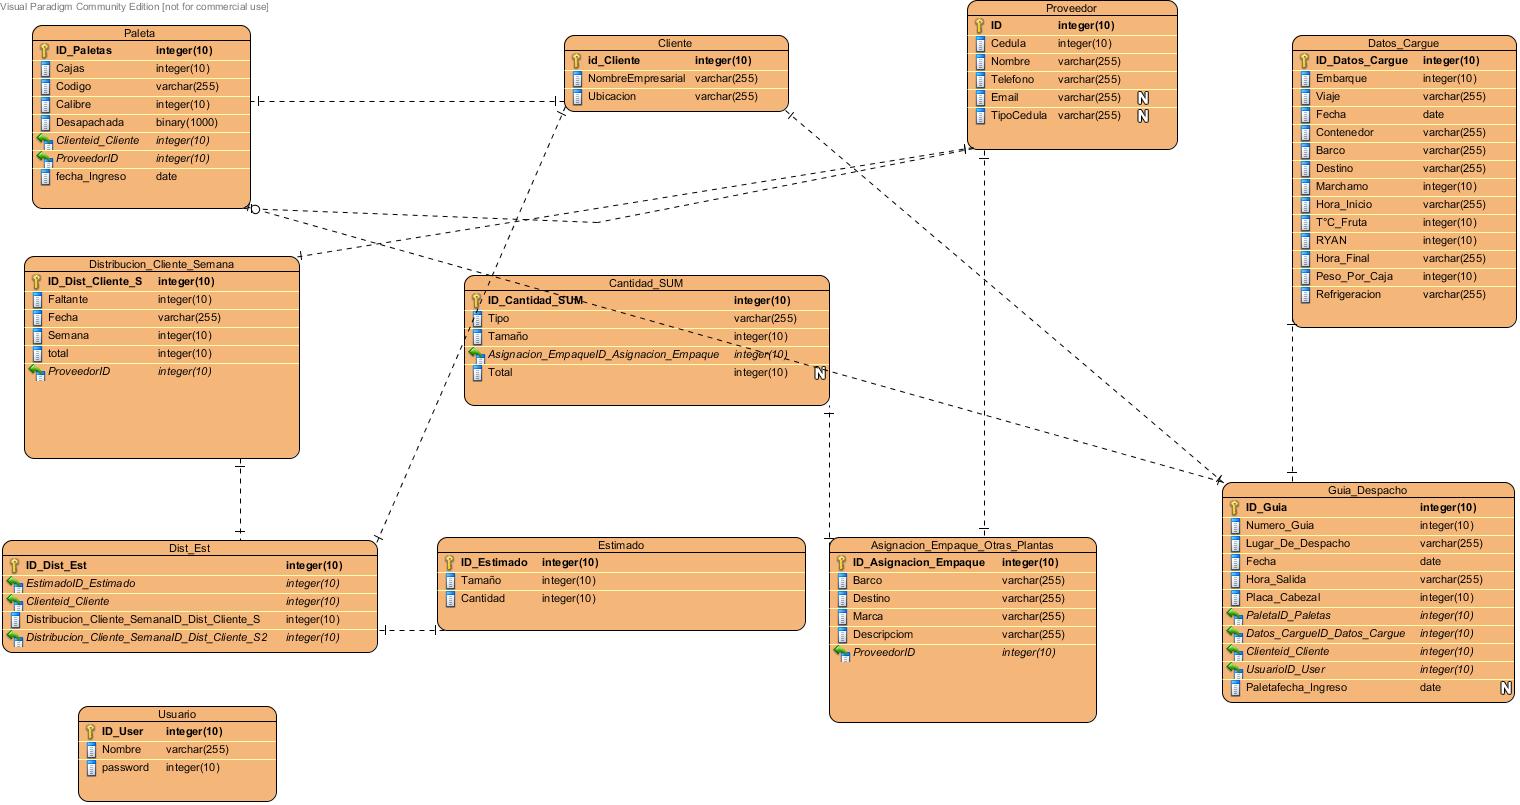 Visual Paradigm Community Edition [not for commercial use]
Paleta
ID_Paletas integer(10)
Cajas integer(10)
Codigo varchar(255)
Calibre integer(10)
Desapachada binary(1000)
Clienteid_Cliente integer(10)
ProveedorID integer(10)
fecha_Ingreso date
Cliente
id_Cliente integer(10)
NombreEmpresarial varchar(255)
Ubicacion varchar(255)
Proveedor
ID integer(10)
Cedula integer(10)
Nombre varchar(255)
Telefono varchar(255)
Email varchar(255) N
TipoCedula varchar(255) N
Datos_Cargue
ID_Datos_Cargue integer(10)
Embarque integer(10)
Viaje varchar(255)
Fecha date
Contenedor varchar(255)
Barco varchar(255)
Destino varchar(255)
Marchamo integer(10)
Hora_Inicio varchar(255)
T°C_Fruta integer(10)
RYAN integer(10)
Hora_Final varchar(255)
Peso_Por_Caja integer(10)
Refrigeracion varchar(255)
Distribucion_Cliente_Semana
ID_Dist_Cliente_S integer(10)
Faltante integer(10)
Fecha varchar(255)
Semana integer(10)
total integer(10)
ProveedorID integer(10)
Cantidad_SUM
ID_Cantidad_SUM integer(10)
Tipo varchar(255)
Tamaño integer(10)
Asignacion_EmpaqueID_Asignacion_Empaque integer(10)
Total integer(10) N
Dist_Est
ID_Dist_Est integer(10)
EstimadoID_Estimado integer(10)
Clienteid_Cliente integer(10)
Distribucion_Cliente_SemanaID_Dist_Cliente_S integer(10)
Distribucion_Cliente_SemanaID_Dist_Cliente_S2 integer(10)
Estimado
ID_Estimado integer(10)
Tamaño integer(10)
Cantidad integer(10)
Asignacion_Empaque_Otras_Plantas
ID_Asignacion_Empaque integer(10)
Barco varchar(255)
Destino varchar(255)
Marca varchar(255)
Descripciom varchar(255)
ProveedorID integer(10)
Guia_Despacho
ID_Guia integer(10)
Numero_Guia integer(10)
Lugar_De_Despacho varchar(255)
Fecha date
Hora_Salida varchar(255)
Placa_Cabezal integer(10)
PaletaID_Paletas integer(10)
Datos_CargueID_Datos_Cargue integer(10)
Clienteid_Cliente integer(10)
UsuarioID_User integer(10)
Paletafecha_Ingreso date N
Usuario
ID_User integer(10)
Nombre varchar(255)
password integer(10)